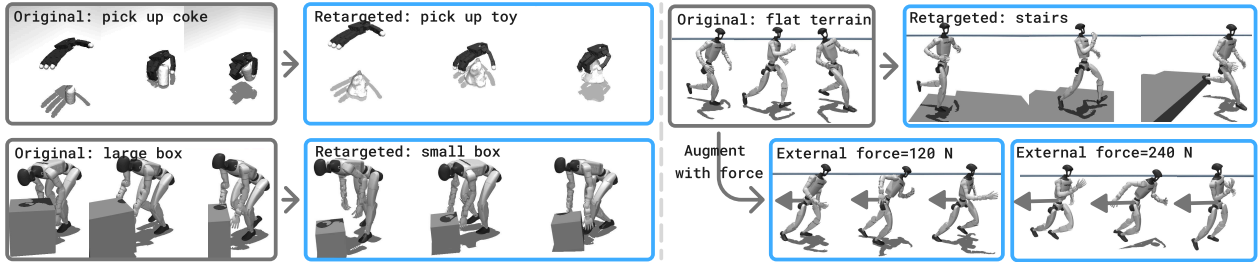 Original: pick up coke
Retargeted: pick up toy
Original: flat terrain
Retargeted: stairs
Original: large box
Retargeted: small box
Augment
with force
External force=120 N
External force=240 N